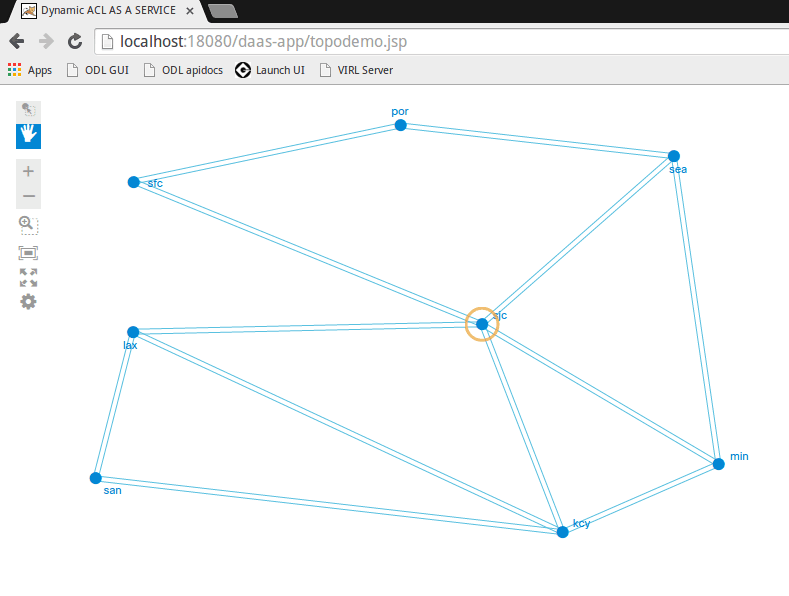 Dynamic ACL AS A SERVICE
localhost:18080/daas-app/topodemo.jsp
Apps ODL GUI ODL apidocs Launch UI VIRL Server
por
sea
sfc
sjc
lax
min
san
kcy